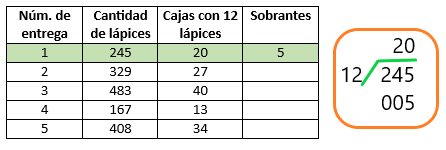 Núm. de entrega Cantidad de lápices Cajas con 12 lápices Sobrantes
1 245 20 5
2 329 27
3 483 40
4 167 13
5 408 34
20
12 245
005